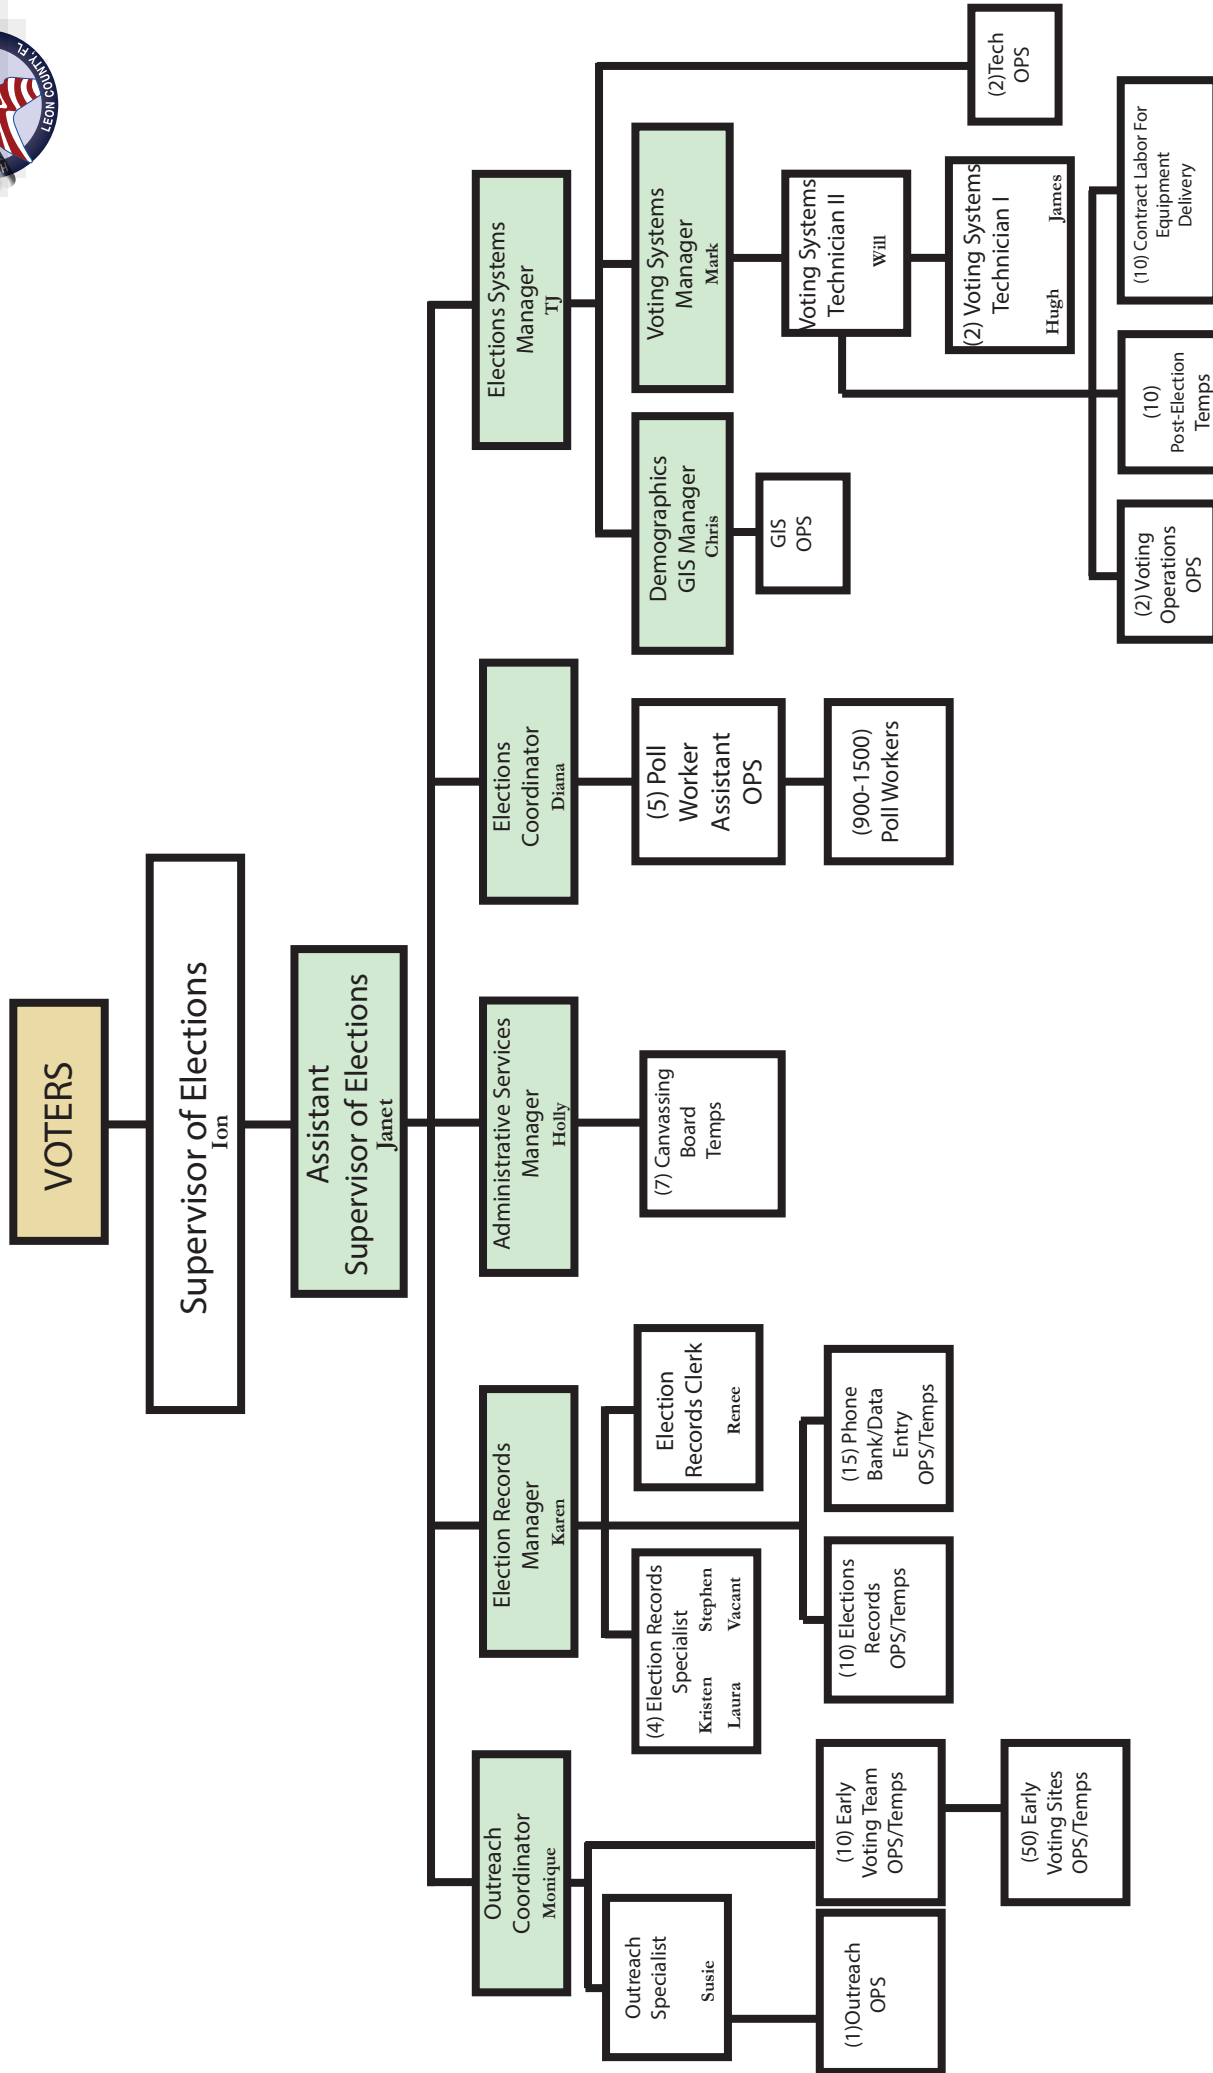 LEON COUNTY, FL
VOTERS
Supervisor of Elections
Ion
Assistant
Supervisor of Elections
Janet
Outreach
Coordinator
Monique
Outreach
Specialist
Susie
(1)Outreach
OPS
(10) Early
Voting Team
OPS/Temps
(50) Early
Voting Sites
OPS/Temps
Election Records
Manager
Karen
(4) Election Records
Specialist
Kristen Stephen
Laura Vacant
Election
Records Clerk
Renee
(10) Elections
Records
OPS/Temps
(15) Phone
Bank/Data
Entry
OPS/Temps
Administrative Services
Manager
Holly
(7) Canvassing
Board
Temps
Elections
Coordinator
Diana
(5) Poll
Worker
Assistant
OPS
(900-1500)
Poll Workers
Elections Systems
Manager
TJ
Demographics
GIS Manager
Chris
GIS
OPS
Voting Systems
Manager
Mark
Voting Systems
Technician II
Will
(2) Voting Systems
Technician I
Hugh James
(2)Tech
OPS
(2) Voting
Operations
OPS
(10)
Post-Election
Temps
(10) Contract Labor For
Equipment
Delivery